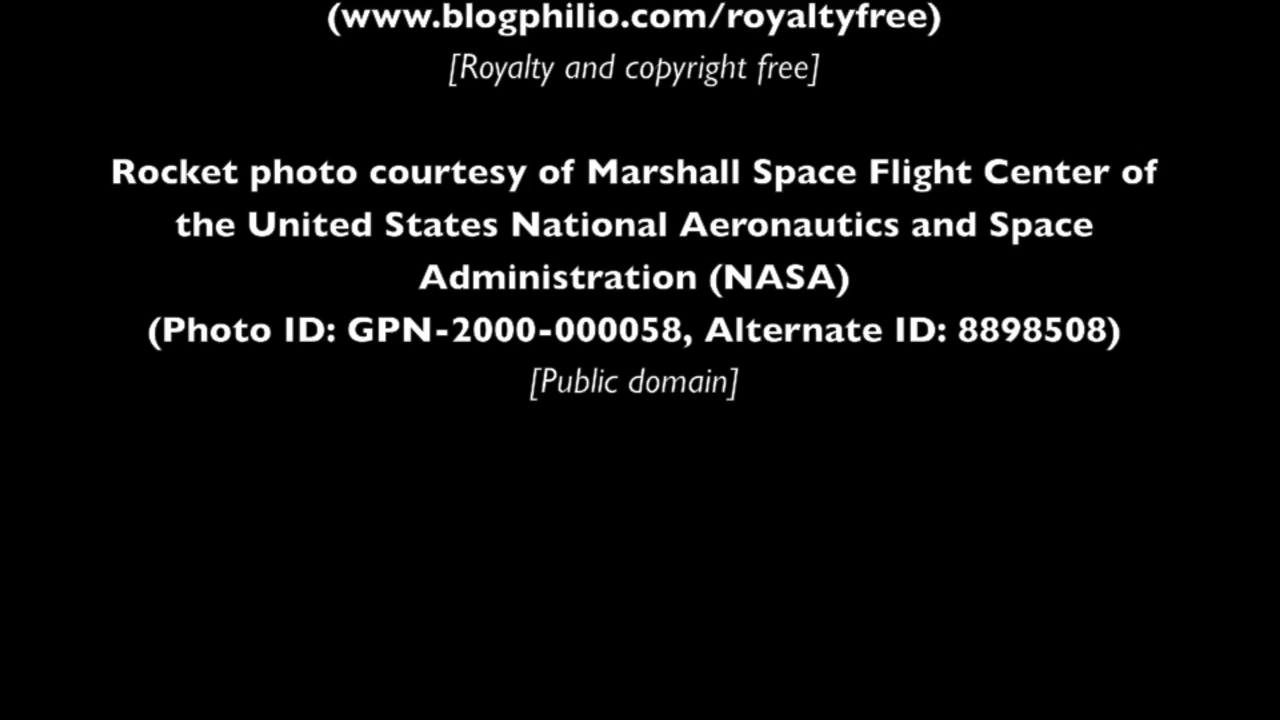 (www.blogphilio.com/royaltyfree)
[Royalty and copyright free]
Rocket photo courtesy of Marshall Space Flight Center of
the United States National Aeronautics and Space
Administration (NASA)
(Photo ID: GPN-2000-000058, Alternate ID: 8898508)
[Public domain]